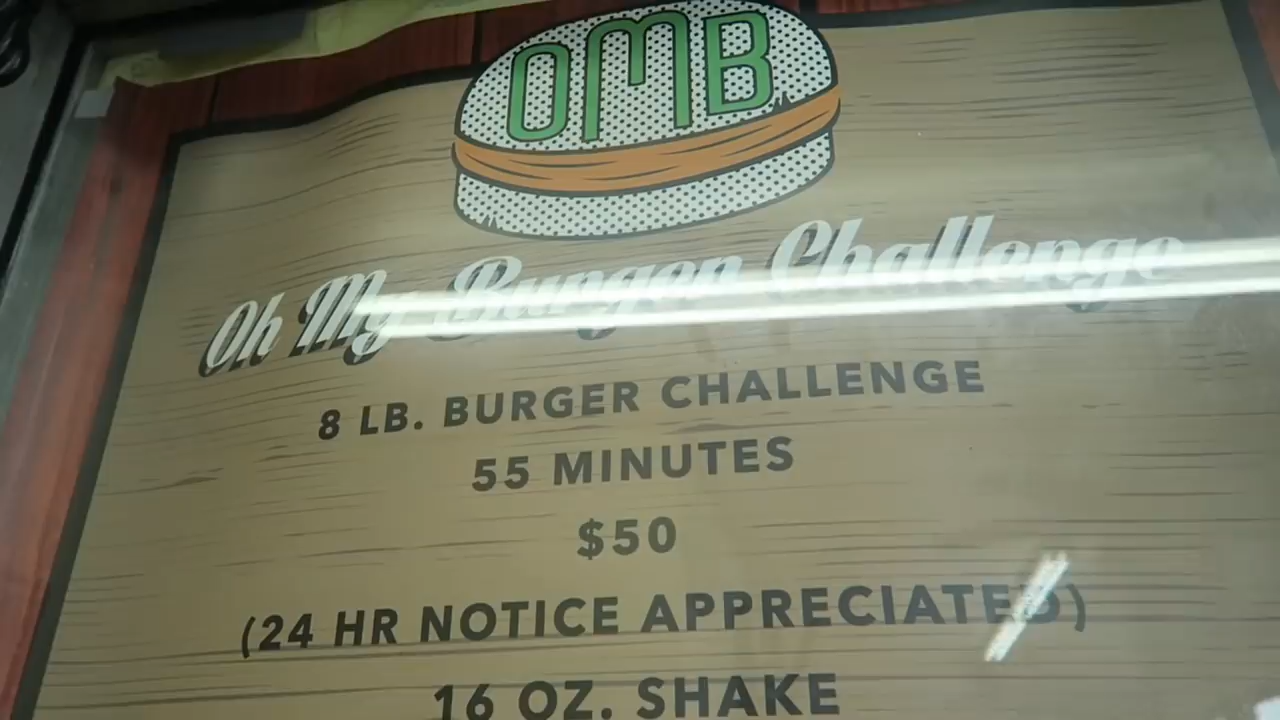 OMB
Oh My Burger Challenge
8 LB. BURGER CHALLENGE
55 MINUTES
$50
(24 HR NOTICE APPRECIATED)
16 OZ. SHAKE